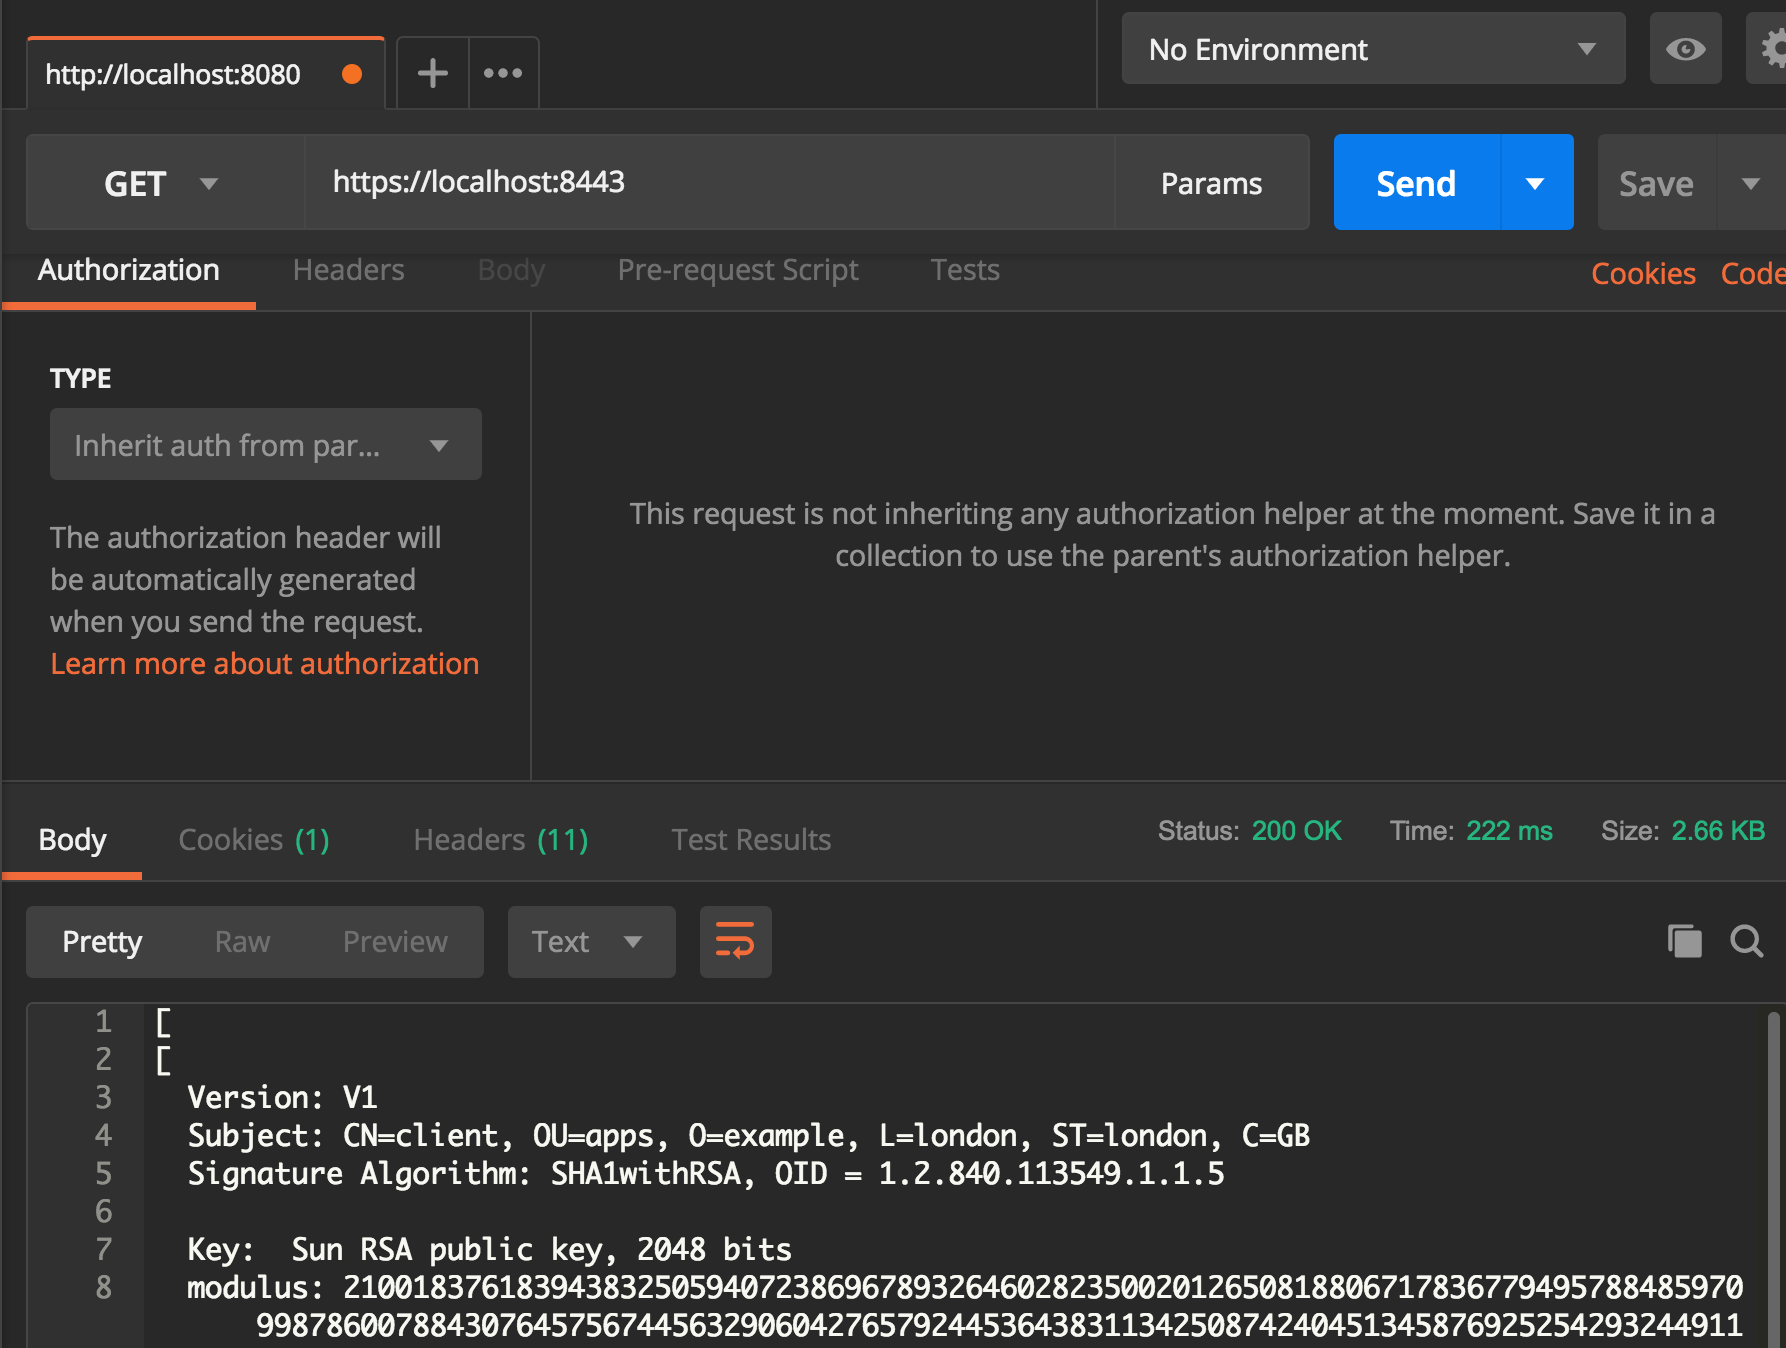 http://localhost:8080
No Environment
GET
https://localhost:8443
Params
Send
Save
Authorization
Headers
Body
Pre-request Script
Tests
Cookies
Code
TYPE
Inherit auth from par...
The authorization header will
be automatically generated
when you send the request.
Learn more about authorization
This request is not inheriting any authorization helper at the moment. Save it in a
collection to use the parent's authorization helper.
Body
Cookies (1)
Headers (11)
Test Results
Status: 200 OK
Time: 222 ms
Size: 2.66 KB
Pretty
Raw
Preview
Text
1 [
2 [
3 Version: V1
4 Subject: CN=client, OU=apps, O=example, L=london, ST=london, C=GB
5 Signature Algorithm: SHA1withRSA, OID = 1.2.840.113549.1.1.5
6
7 Key:  Sun RSA public key, 2048 bits
8 modulus: 210018376183943832505940723869678932646028235002012650818806717836779495788485970
99878600788430764575674456329060427657924453643831134250874240451345876925254293244911